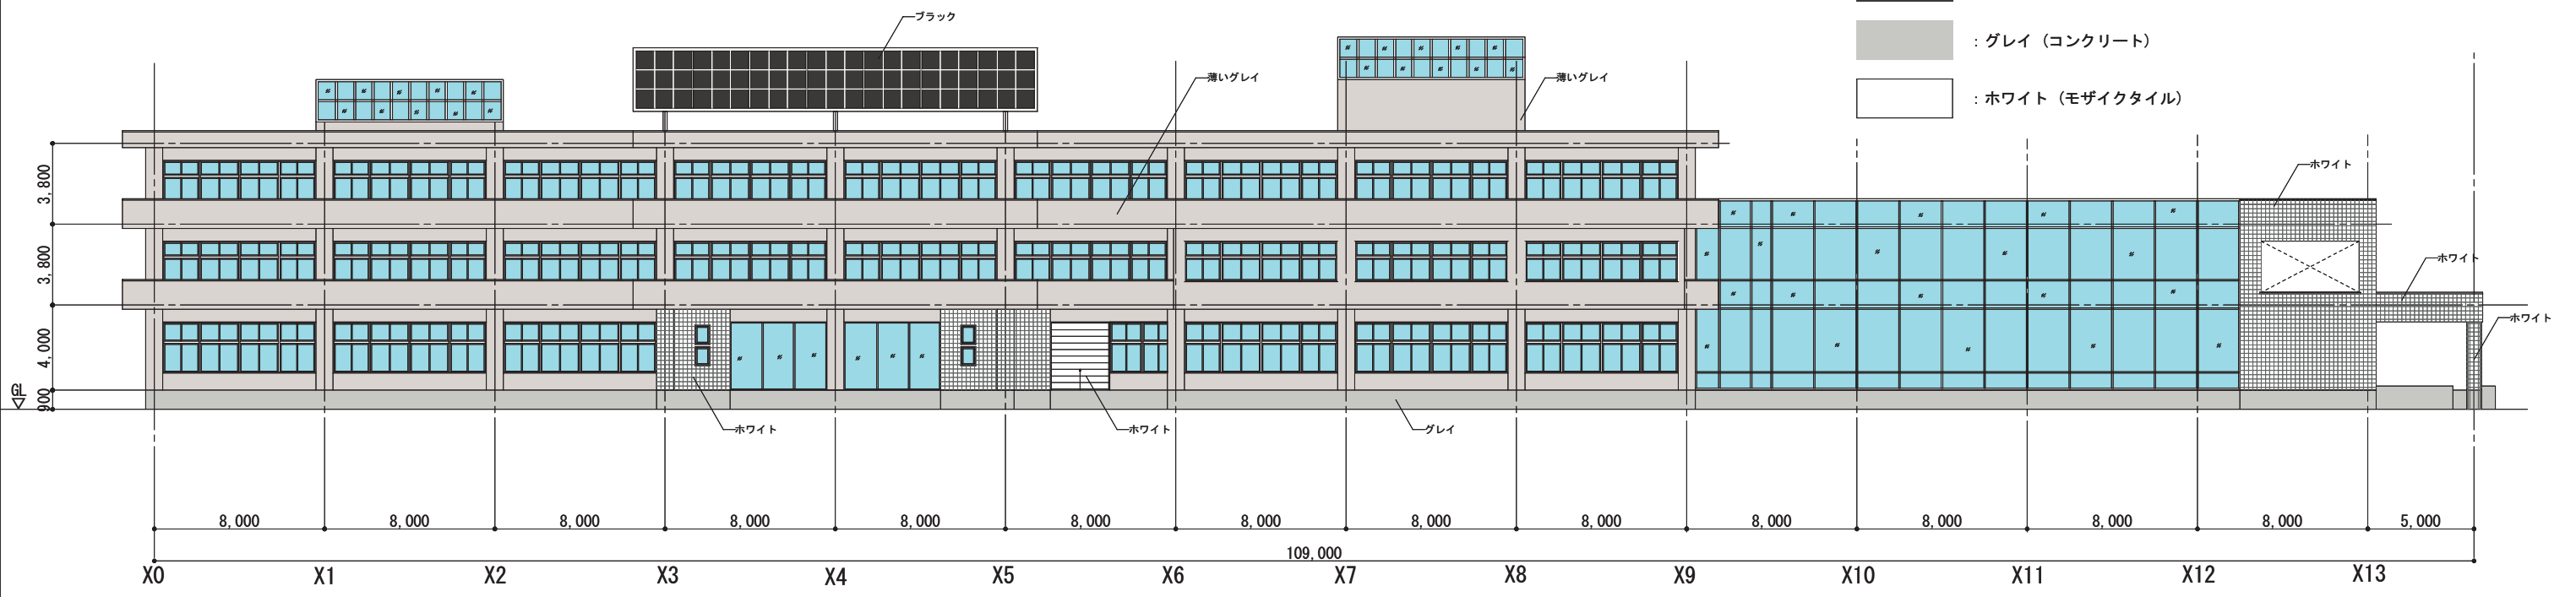 ブラック
: グレイ（コンクリート）
薄いグレイ
薄いグレイ
: ホワイト（モザイクタイル）
ホワイト
3,800
ホワイト
3,800
ホワイト
4,000
GL
900
ホワイト
ホワイト
グレイ
8,000 8,000 8,000 8,000 8,000 8,000 8,000 8,000 8,000 8,000 8,000 8,000 8,000 5,000
109,000
X0 X1 X2 X3 X4 X5 X6 X7 X8 X9 X10 X11 X12 X13